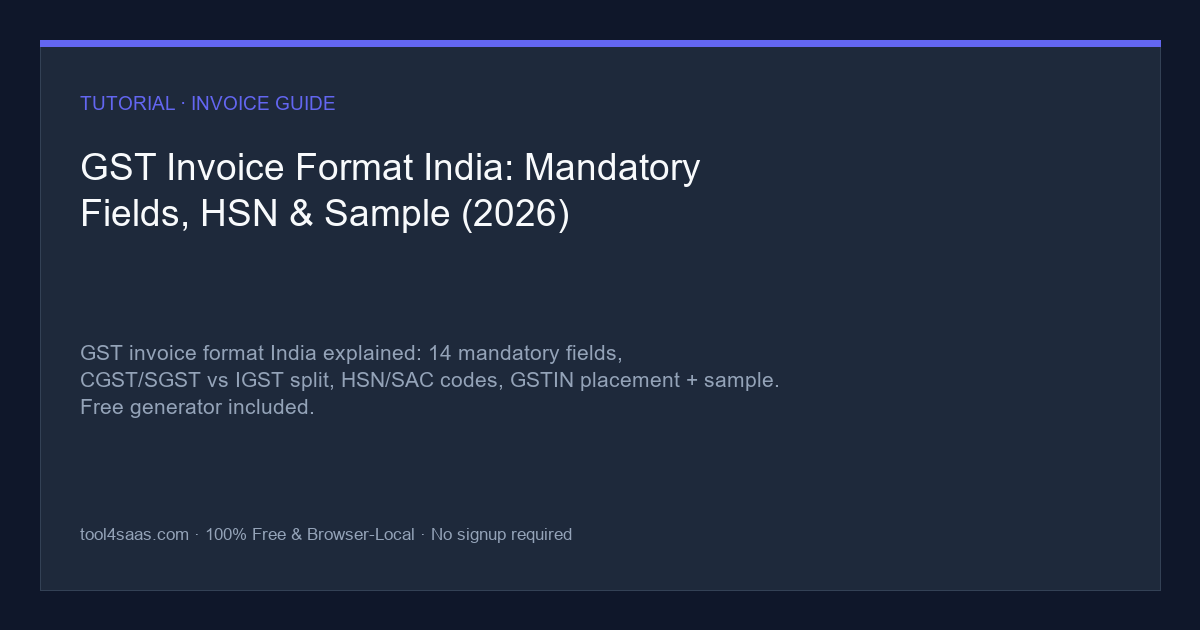 TUTORIAL · INVOICE GUIDE
GST Invoice Format India: Mandatory
Fields, HSN & Sample (2026)
GST invoice format India explained: 14 mandatory fields,
CGST/SGST vs IGST split, HSN/SAC codes, GSTIN placement + sample.
Free generator included.
tool4saas.com · 100% Free & Browser-Local · No signup required